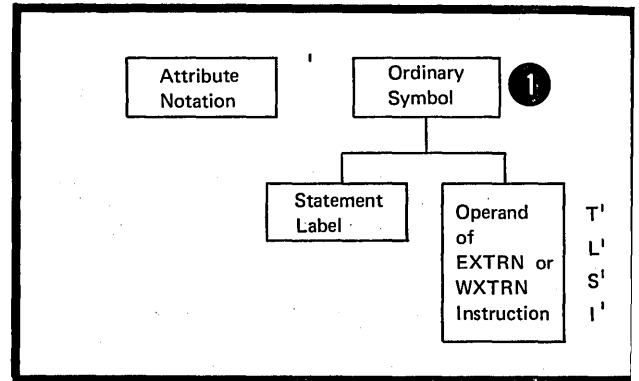 Attribute
Notation
'
Ordinary
Symbol
1
Statement
Label
Operand
of
EXTRN or
WXTRN
Instruction
T'
L'
S'
I'